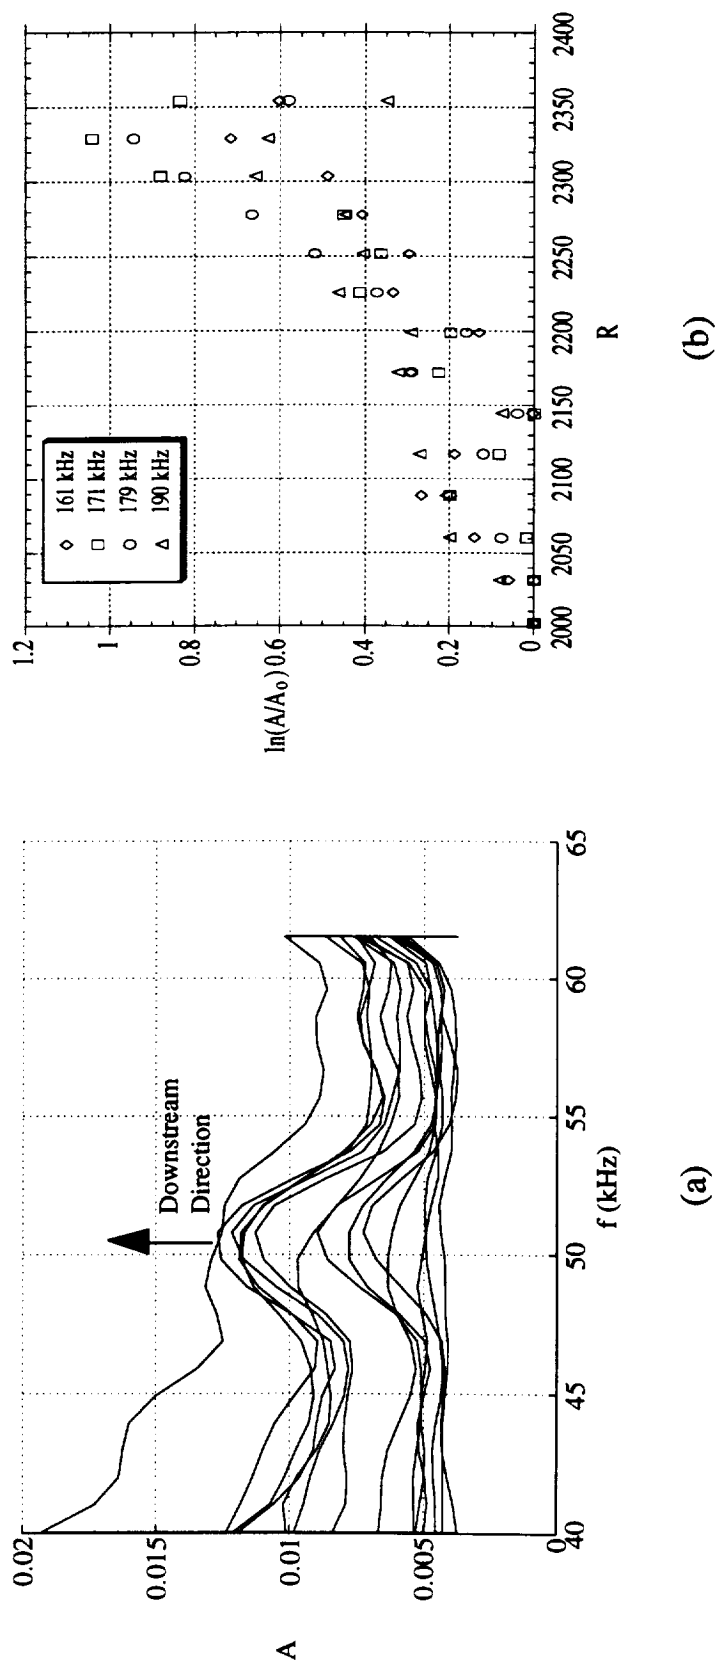 0.02
0.015
0.01
0.005
0
A
Downstream
Direction
40
45
50
55
60
65
f (kHz)
(a)
1.2
1
0.8
ln(A/A₀) 0.6
0.4
0.2
0
161 kHz
171 kHz
179 kHz
190 kHz
2000
2050
2100
2150
2200
2250
2300
2350
2400
R
(b)